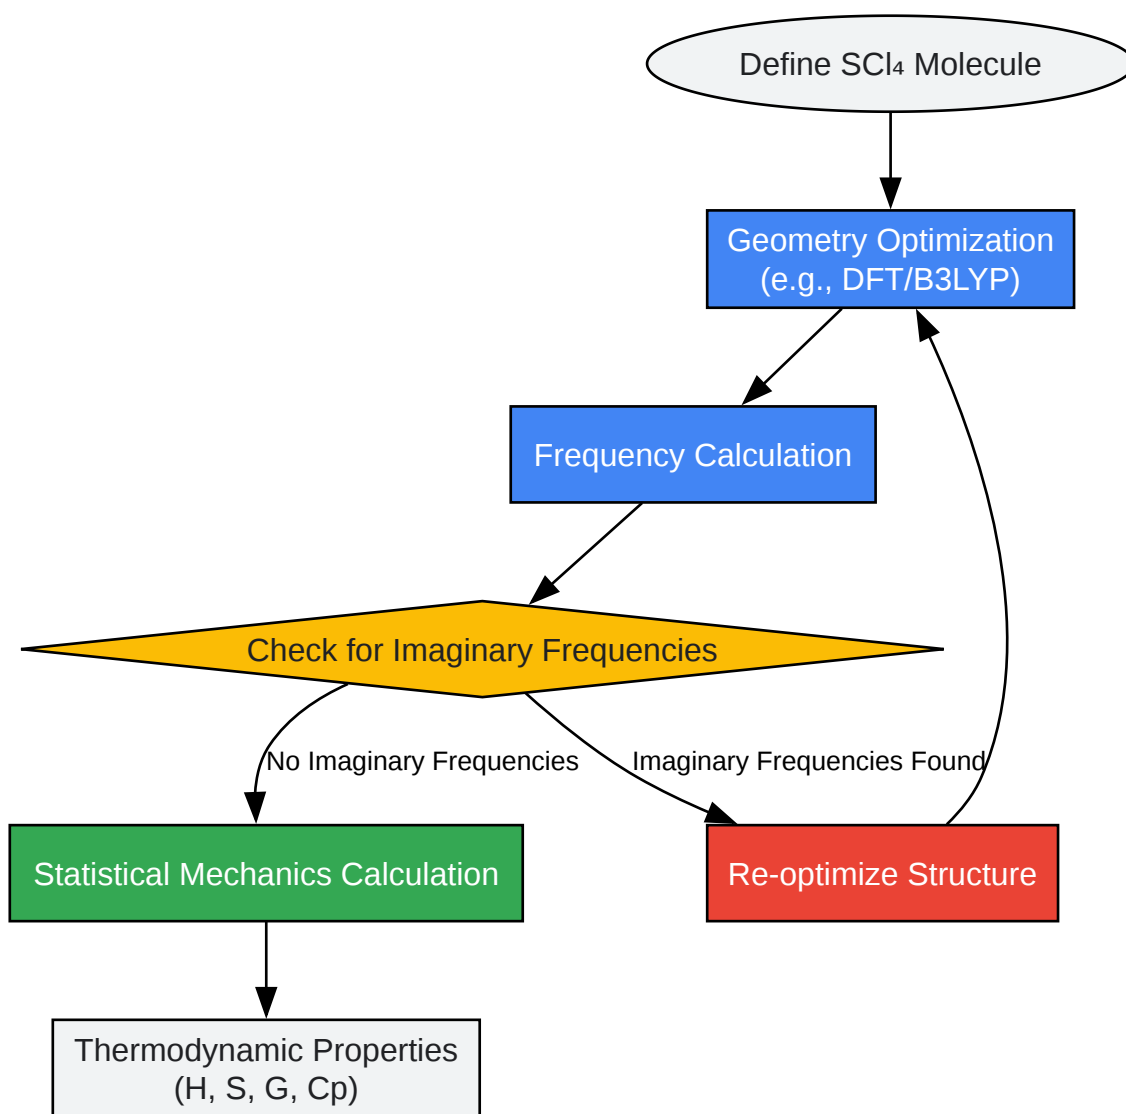 Define SCl₄ Molecule
Geometry Optimization
(e.g., DFT/B3LYP)
Frequency Calculation
Check for Imaginary Frequencies
No Imaginary Frequencies
Imaginary Frequencies Found
Statistical Mechanics Calculation
Re-optimize Structure
Thermodynamic Properties
(H, S, G, Cp)